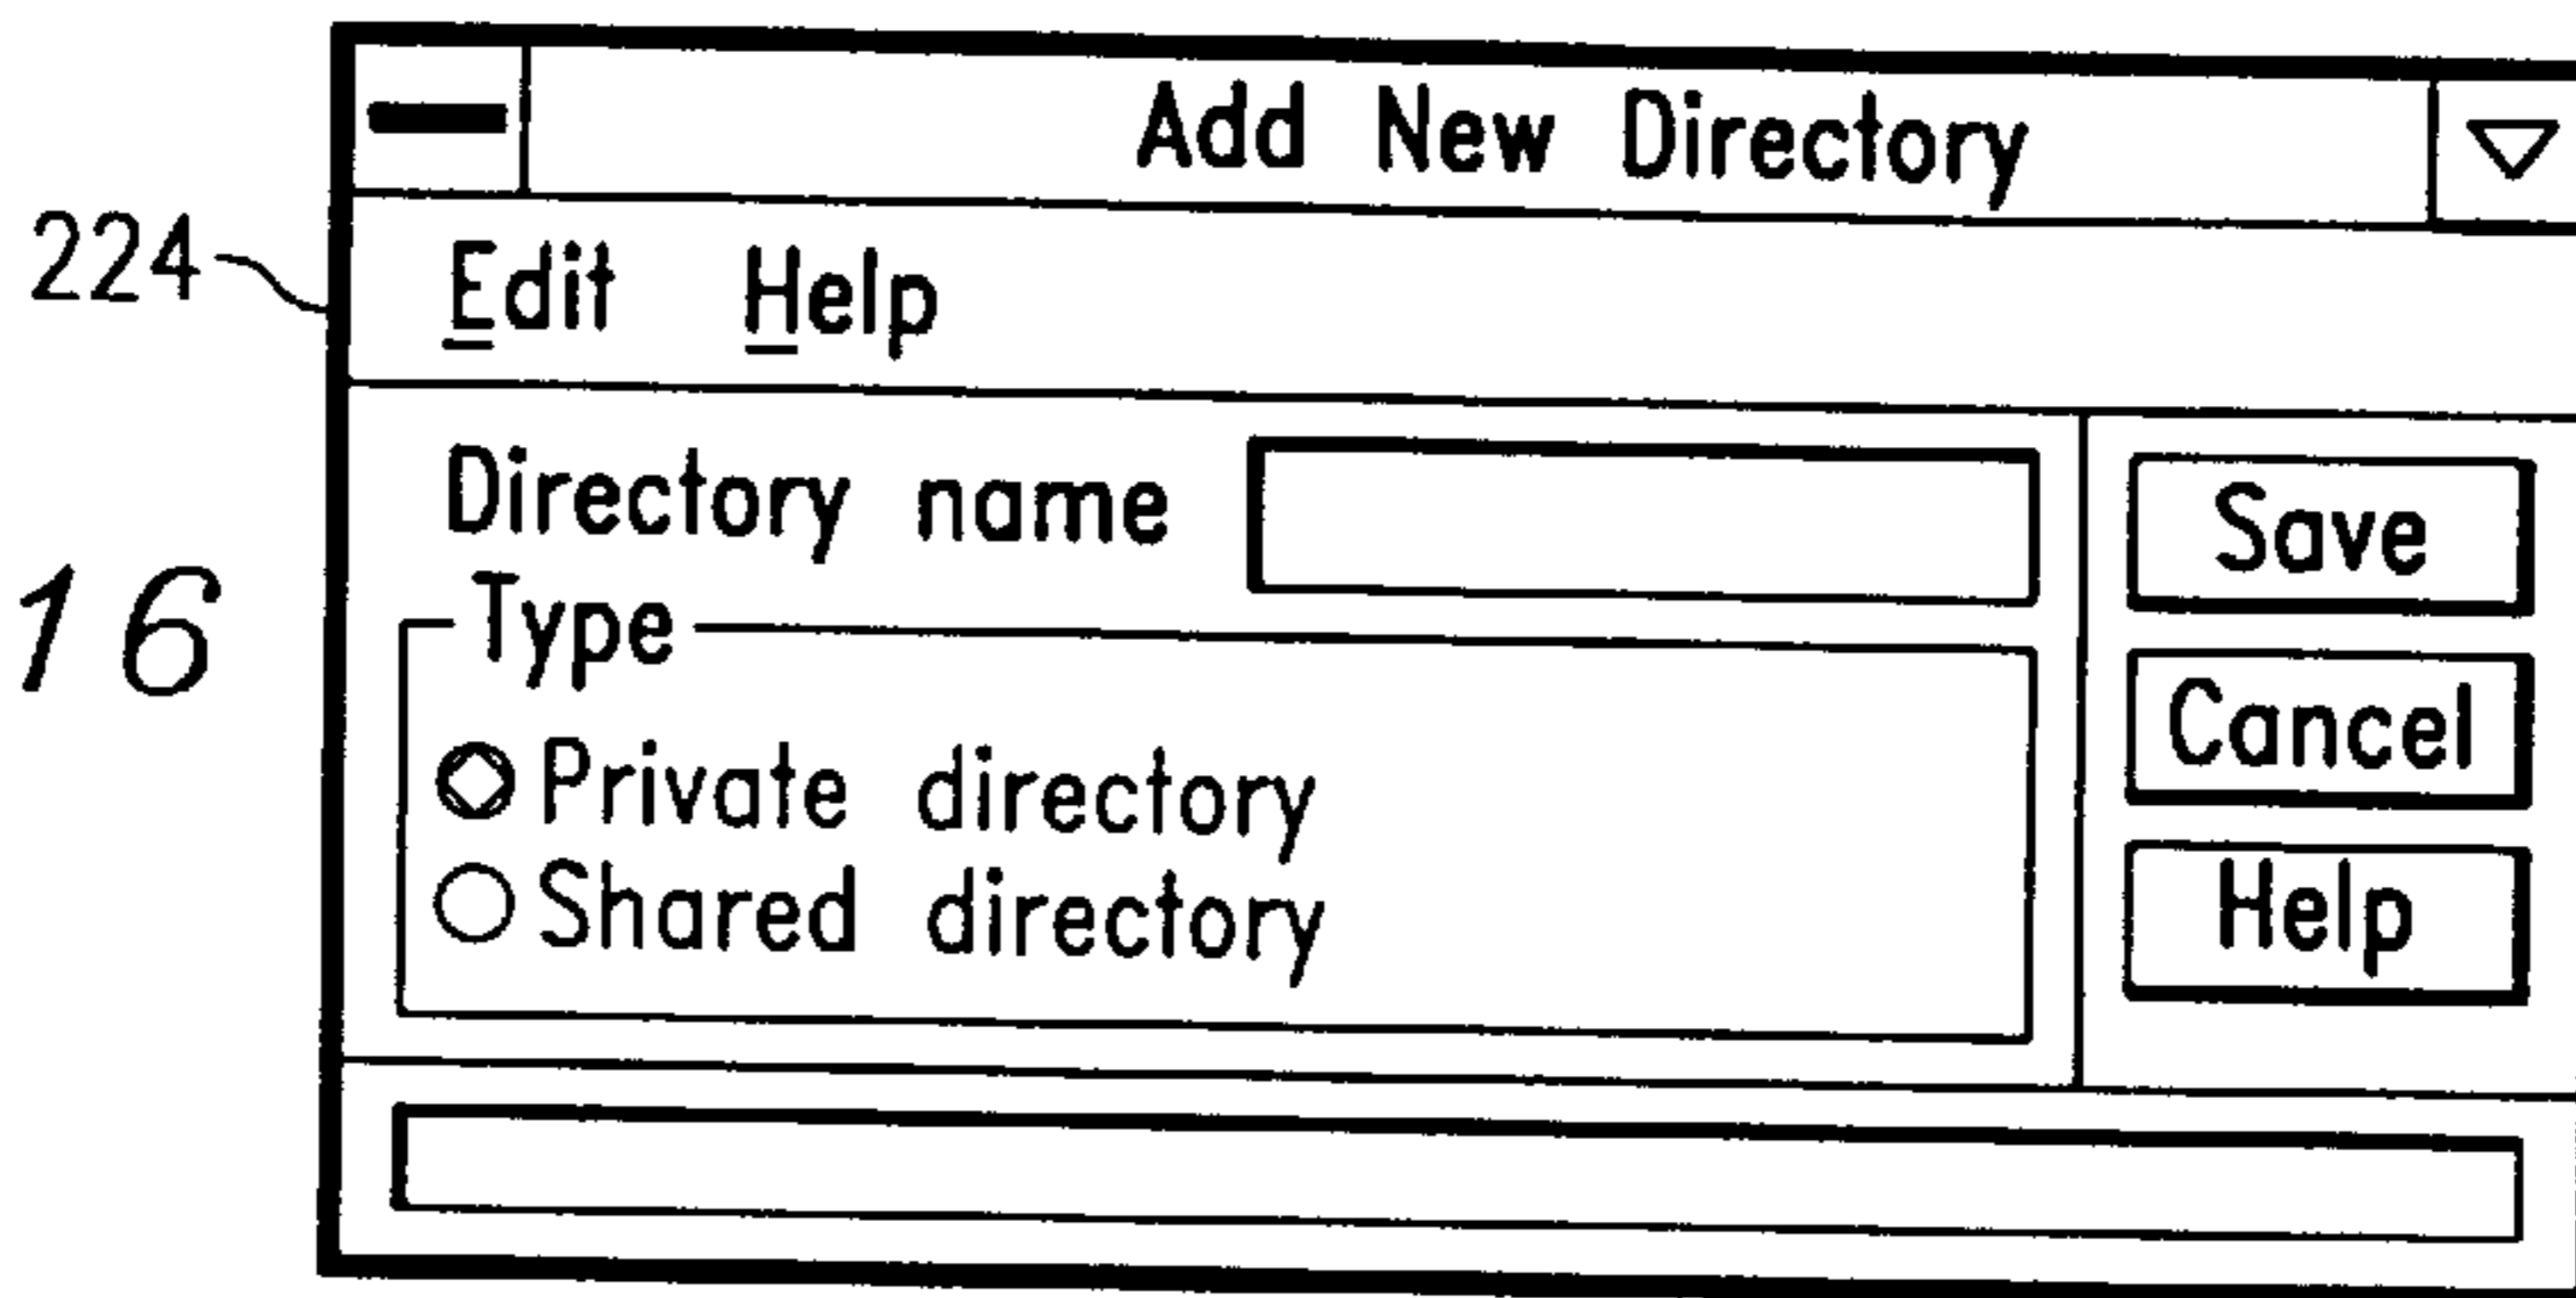 Add New Directory
224
Edit Help
Directory name
Save
16
Type
Cancel
Private directory
Shared directory
Help